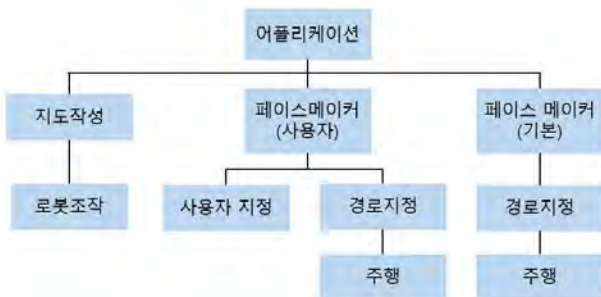 어플리케이션
지도작성
페이스메이커
(사용자)
페이스 메이커
(기본)
로봇조작
사용자 지정
경로지정
경로지정
주행
주행